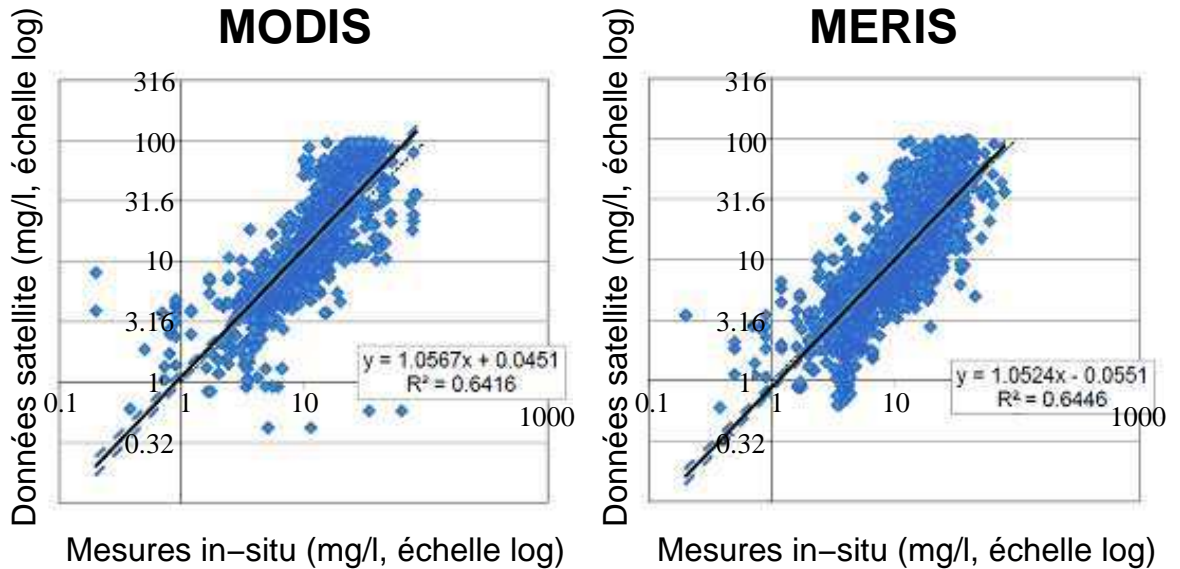 MODIS
Données satellite (mg/l, échelle log)
316
100
31.6
10
3.16
1
0.32
0.1
1
10
1000
y = 1.0567x + 0.0451
R² = 0.6416
Mesures in−situ (mg/l, échelle log)
MERIS
Données satellite (mg/l, échelle log)
316
100
31.6
10
3.16
1
0.32
0.1
1
10
1000
y = 1.0524x - 0.0551
R² = 0.6446
Mesures in−situ (mg/l, échelle log)